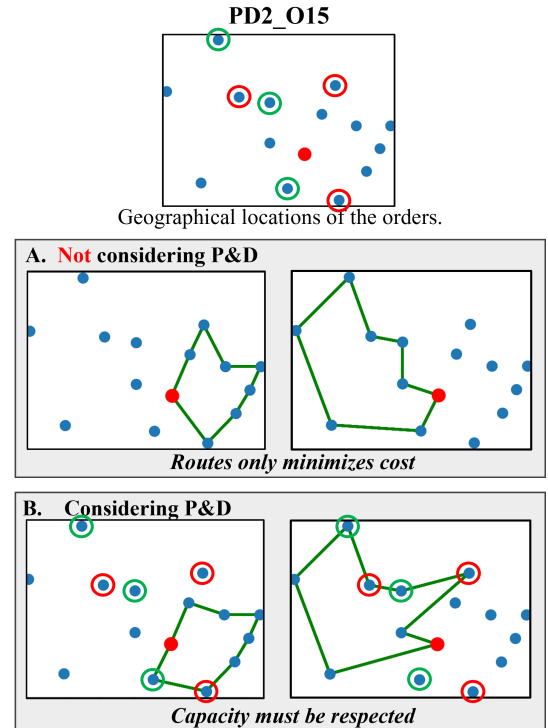 PD2_O15
Geographical locations of the orders.
A. Not considering P&D
Routes only minimizes cost
B. Considering P&D
Capacity must be respected